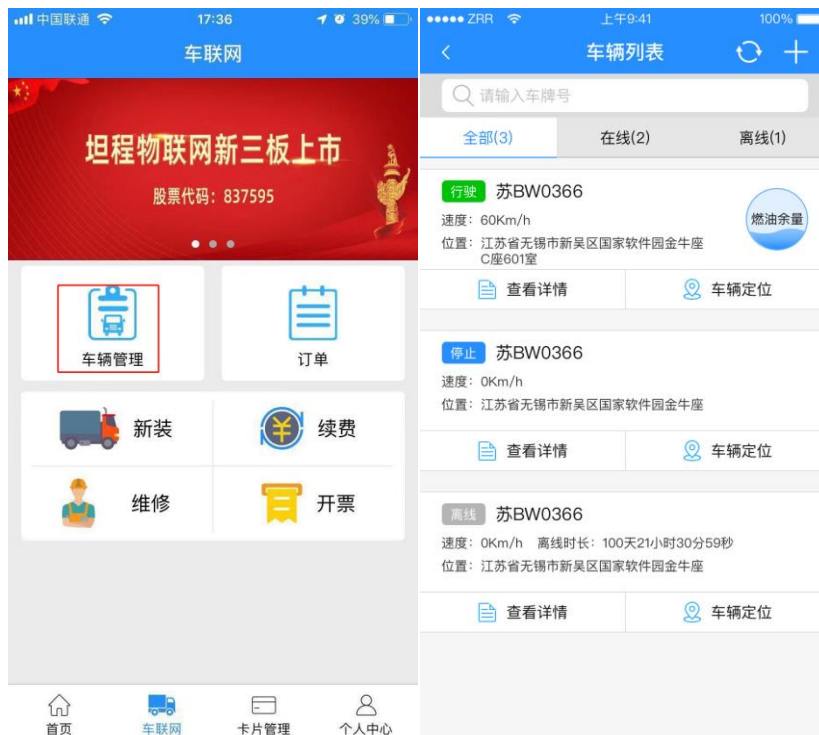 中国联通 17:36 39%
车联网
坦程物联网新三板上市
股票代码：837595
车辆管理 订单
新装 续费
维修 开票
首页 车联网 卡片管理 个人中心
ZRR 上午9:41 100%
车辆列表
请输入车牌号
全部(3) 在线(2) 离线(1)
行驶 苏BW0366
速度：60Km/h
燃油余量
位置：江苏省无锡市新吴区国家软件园金牛座
C座601室
查看详情 车辆定位
停止 苏BW0366
速度：0Km/h
位置：江苏省无锡市新吴区国家软件园金牛座
查看详情 车辆定位
离线 苏BW0366
速度：0Km/h 离线时长：100天21小时30分59秒
位置：江苏省无锡市新吴区国家软件园金牛座
查看详情 车辆定位